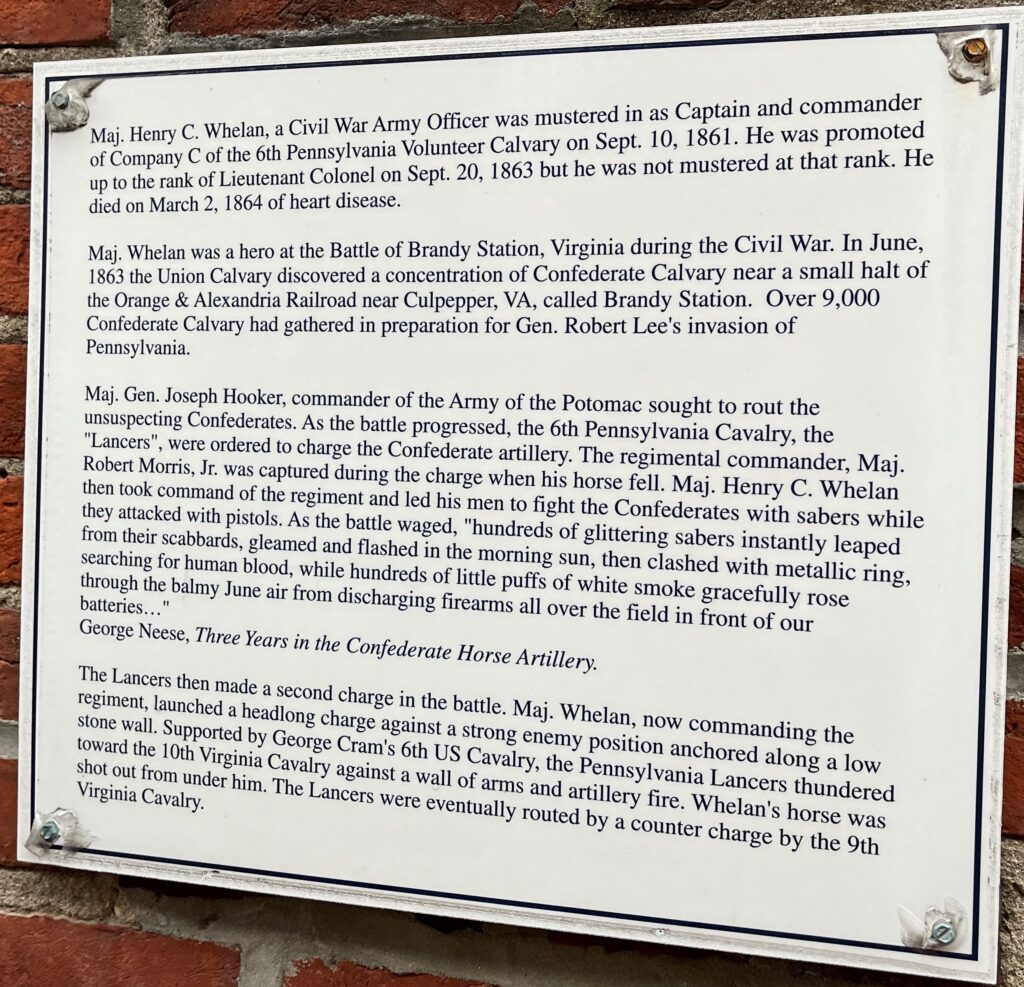 Maj. Henry C. Whelan, a Civil War Army Officer was mustered in as Captain and commander
of Company C of the 6th Pennsylvania Volunteer Calvary on Sept. 10, 1861. He was promoted
up to the rank of Lieutenant Colonel on Sept. 20, 1863 but he was not mustered at that rank. He
died on March 2, 1864 of heart disease.
Maj. Whelan was a hero at the Battle of Brandy Station, Virginia during the Civil War. In June,
1863 the Union Calvary discovered a concentration of Confederate Calvary near a small halt of
the Orange & Alexandria Railroad near Culpepper, VA, called Brandy Station. Over 9,000
Confederate Calvary had gathered in preparation for Gen. Robert Lee's invasion of
Pennsylvania.
Maj. Gen. Joseph Hooker, commander of the Army of the Potomac sought to rout the
unsuspecting Confederates. As the battle progressed, the 6th Pennsylvania Cavalry, the
"Lancers", were ordered to charge the Confederate artillery. The regimental commander, Maj.
Robert Morris, Jr. was captured during the charge when his horse fell. Maj. Henry C. Whelan
then took command of the regiment and led his men to fight the Confederates with sabers while
they attacked with pistols. As the battle waged, "hundreds of glittering sabers instantly leaped
from their scabbards, gleamed and flashed in the morning sun, then clashed with metallic ring,
searching for human blood, while hundreds of little puffs of white smoke gracefully rose
through the balmy June air from discharging firearms all over the field in front of our
batteries…"
George Neese, Three Years in the Confederate Horse Artillery.
The Lancers then made a second charge in the battle. Maj. Whelan, now commanding the
regiment, launched a headlong charge against a strong enemy position anchored along a low
stone wall. Supported by George Cram's 6th US Cavalry, the Pennsylvania Lancers thundered
toward the 10th Virginia Cavalry against a wall of arms and artillery fire. Whelan's horse was
shot out from under him. The Lancers were eventually routed by a counter charge by the 9th
Virginia Cavalry.